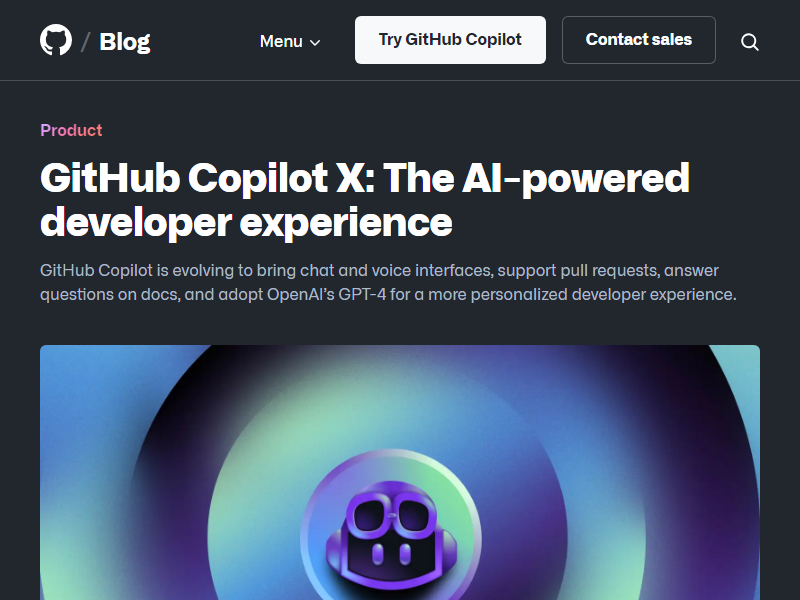 / Blog
Menu
Try GitHub Copilot
Contact sales
Product
GitHub Copilot X: The AI-powered
developer experience
GitHub Copilot is evolving to bring chat and voice interfaces, support pull requests, answer
questions on docs, and adopt OpenAI’s GPT-4 for a more personalized developer experience.